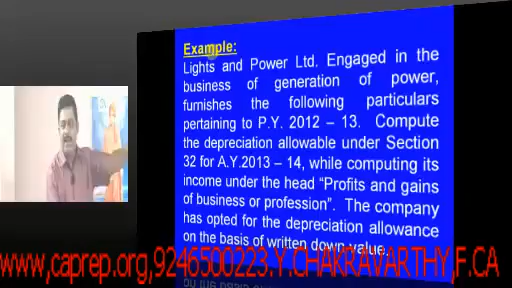 Example:
Lights and Power Ltd. Engaged in the
business of generation of power,
furnishes the following particulars
pertaining to P.Y. 2012 – 13. Compute
the depreciation allowable under Section
32 for A.Y.2013 – 14, while computing its
income under the head “Profits and gains
of business or profession”. The company
has opted for the depreciation allowance
on the basis of written down value.
www,caprep.org,9246500223.Y.CHAKRAVARTHY,F.CA